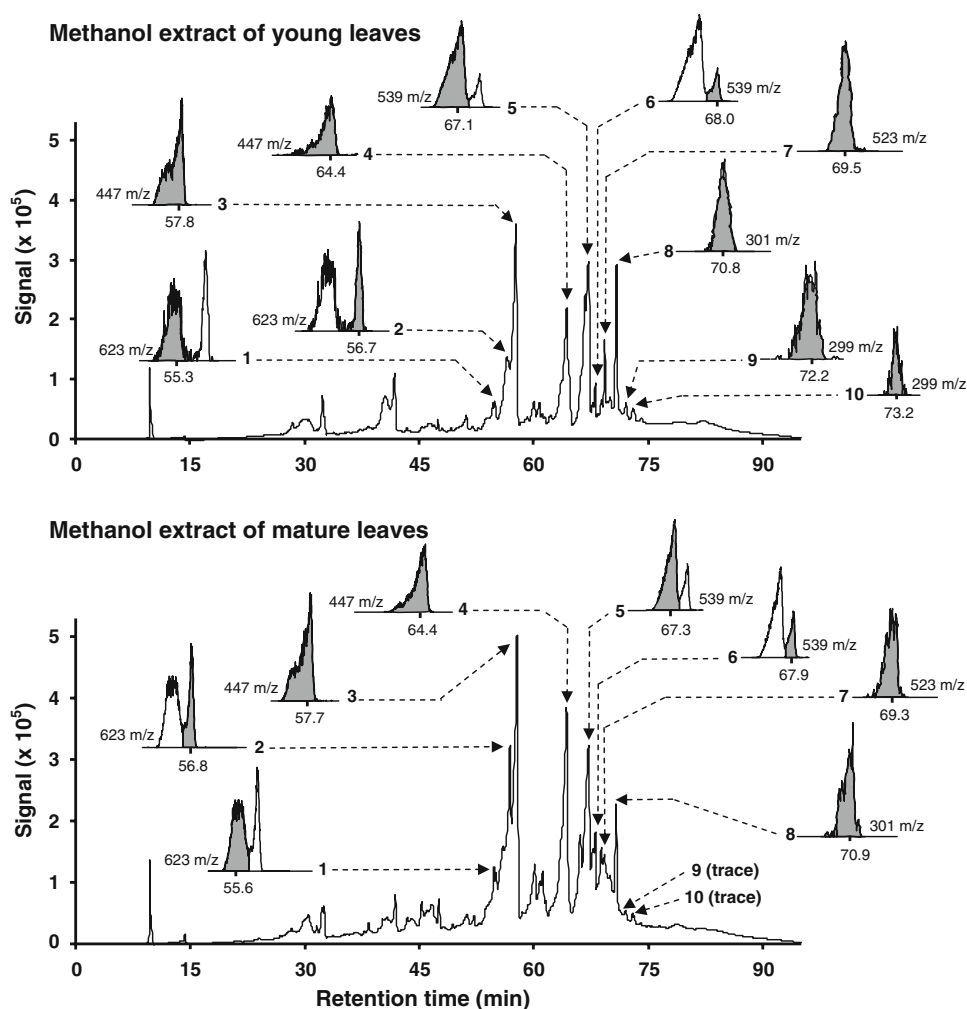 Methanol extract of young leaves
539 m/z 67.1 5
6 539 m/z 68.0
447 m/z 64.4 4
7 523 m/z 69.5
447 m/z 57.8 3
8 301 m/z 70.8
623 m/z 56.7 2
623 m/z 55.3 1
9 299 m/z 72.2
10 299 m/z 73.2
Signal (x 10⁵)
5
4
3
2
1
0
0 15 30 45 60 75 90
Methanol extract of mature leaves
447 m/z 64.4 4
5 539 m/z 67.3
6 539 m/z 67.9
447 m/z 57.7 3
7 523 m/z 69.3
623 m/z 56.8 2
623 m/z 55.6 1
8 301 m/z 70.9
9 (trace)
10 (trace)
Signal (x 10⁵)
5
4
3
2
1
0
0 15 30 45 60 75 90
Retention time (min)